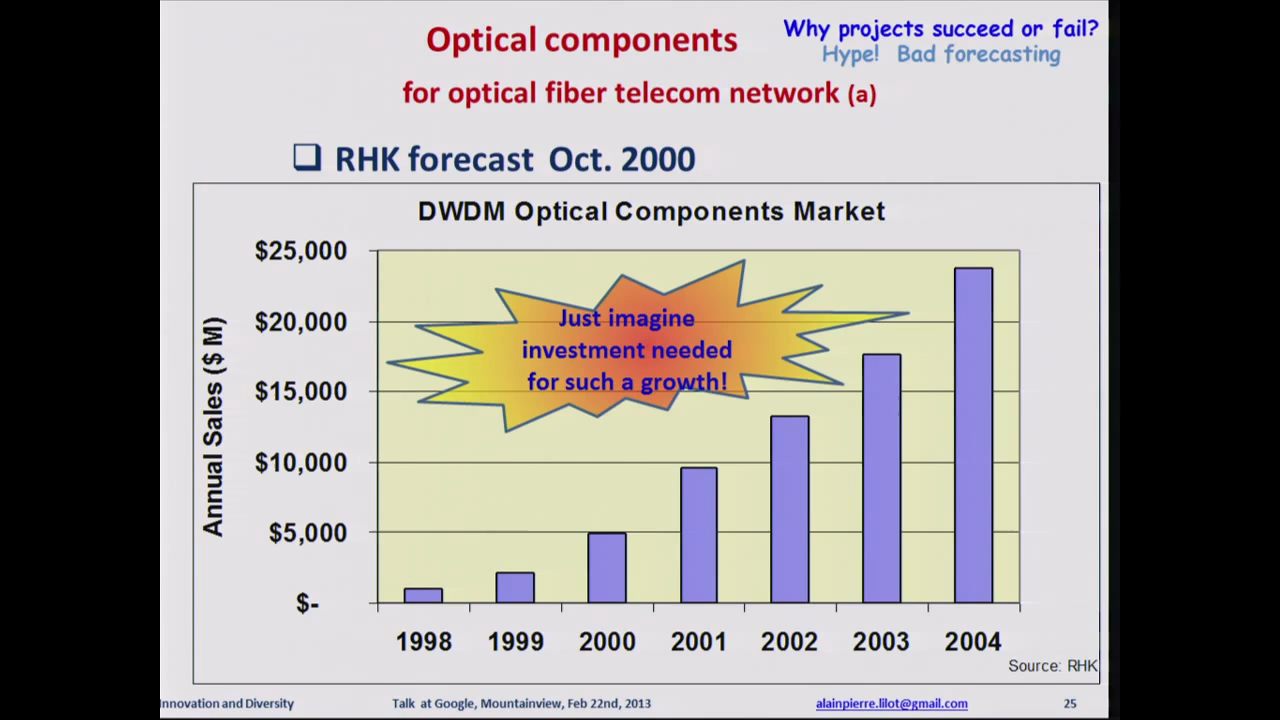 Optical components
Why projects succeed or fail?
Hype! Bad forecasting
for optical fiber telecom network (a)
❑ RHK forecast Oct. 2000
DWDM Optical Components Market
Annual Sales ($ M)
$25,000
$20,000
$15,000
$10,000
$5,000
$-
Just imagine
investment needed
for such a growth!
1998 1999 2000 2001 2002 2003 2004
Source: RHK
Innovation and Diversity Talk at Google, Mountainview, Feb 22nd, 2013 alainpierre.lilot@gmail.com 25